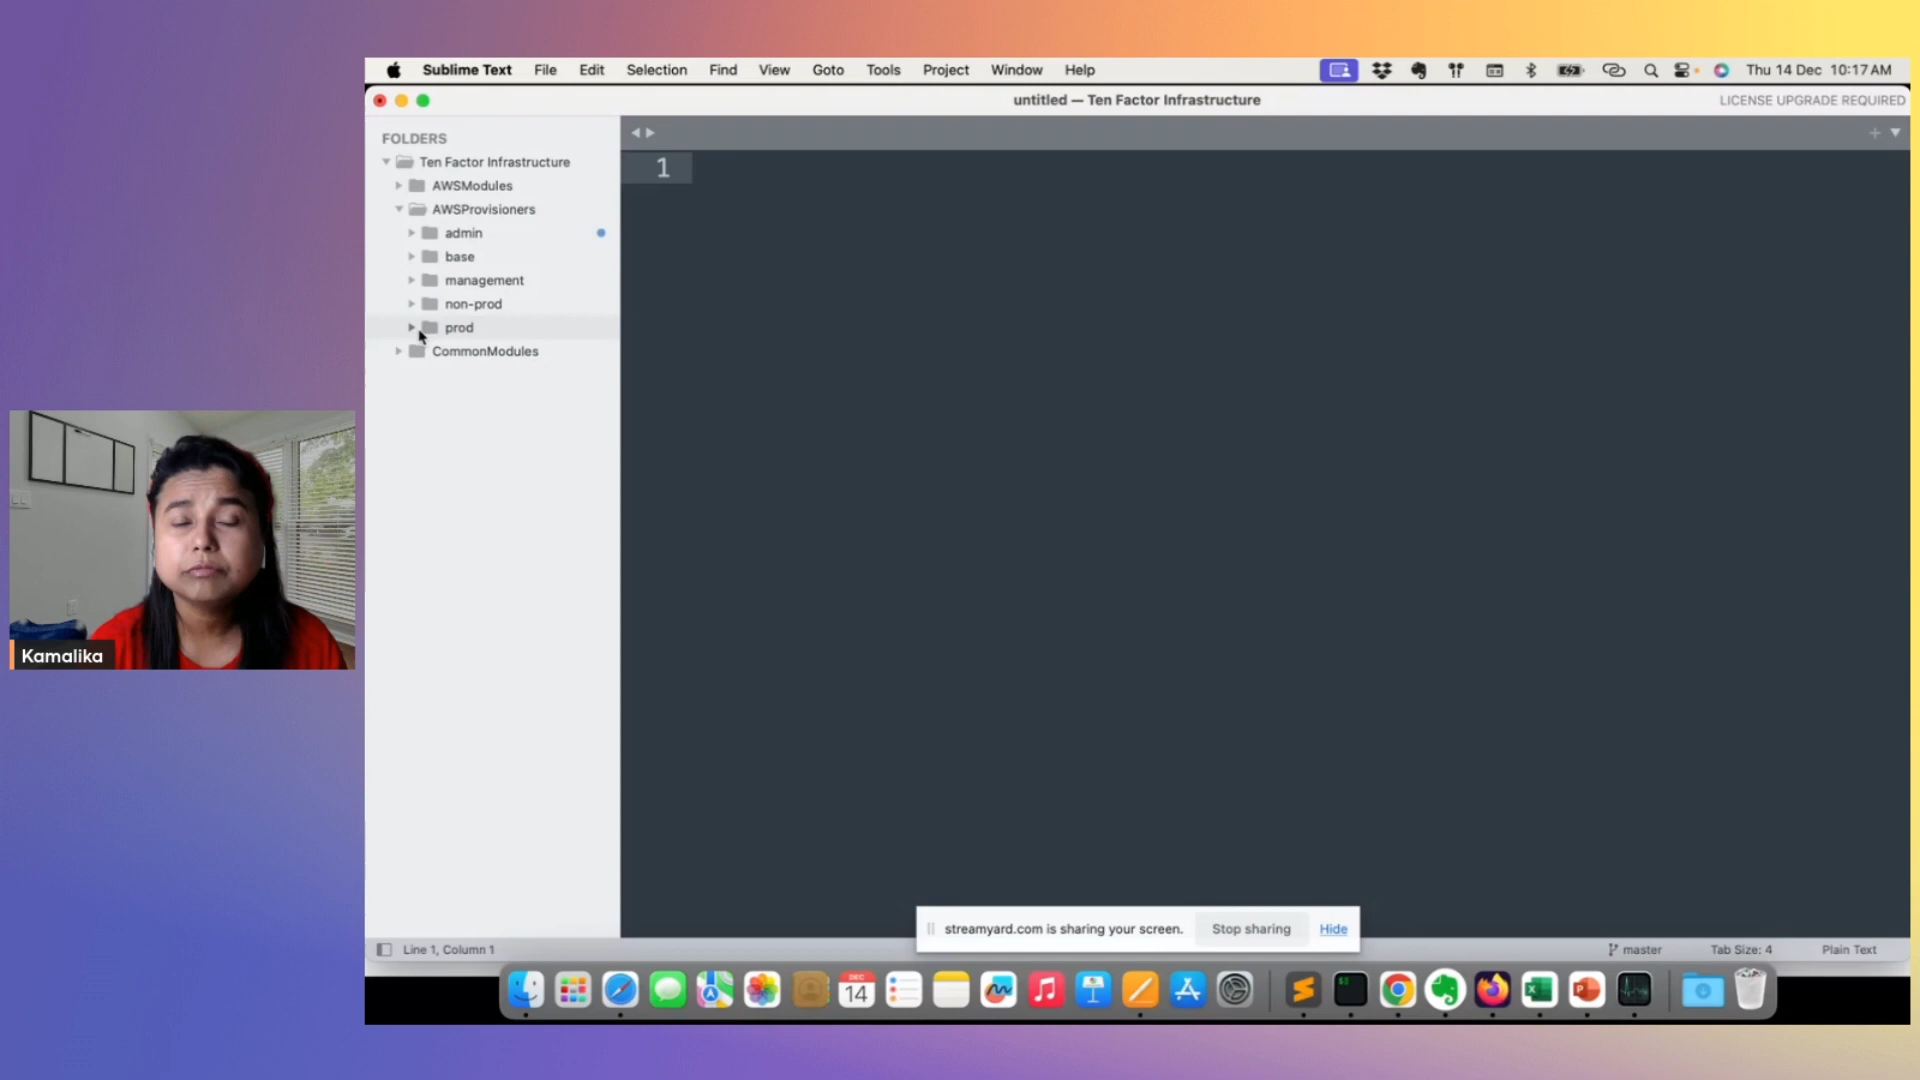 Sublime Text File Edit Selection Find View Goto Tools Project Window Help Thu 14 Dec 10:17 AM
untitled — Ten Factor Infrastructure LICENSE UPGRADE REQUIRED
FOLDERS
Ten Factor Infrastructure
AWSModules
AWSProvisioners
admin
base
management
non-prod
prod
CommonModules
1
Kamalika
streamyard.com is sharing your screen. Stop sharing Hide
Line 1, Column 1 master Tab Size: 4 Plain Text
DEC
14